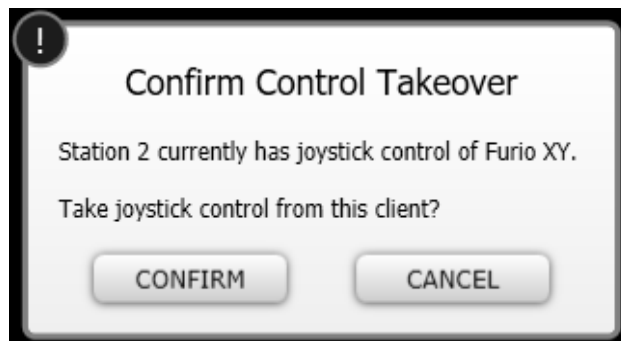 !
Confirm Control Takeover
Station 2 currently has joystick control of Furio XY.
Take joystick control from this client?
CONFIRM CANCEL